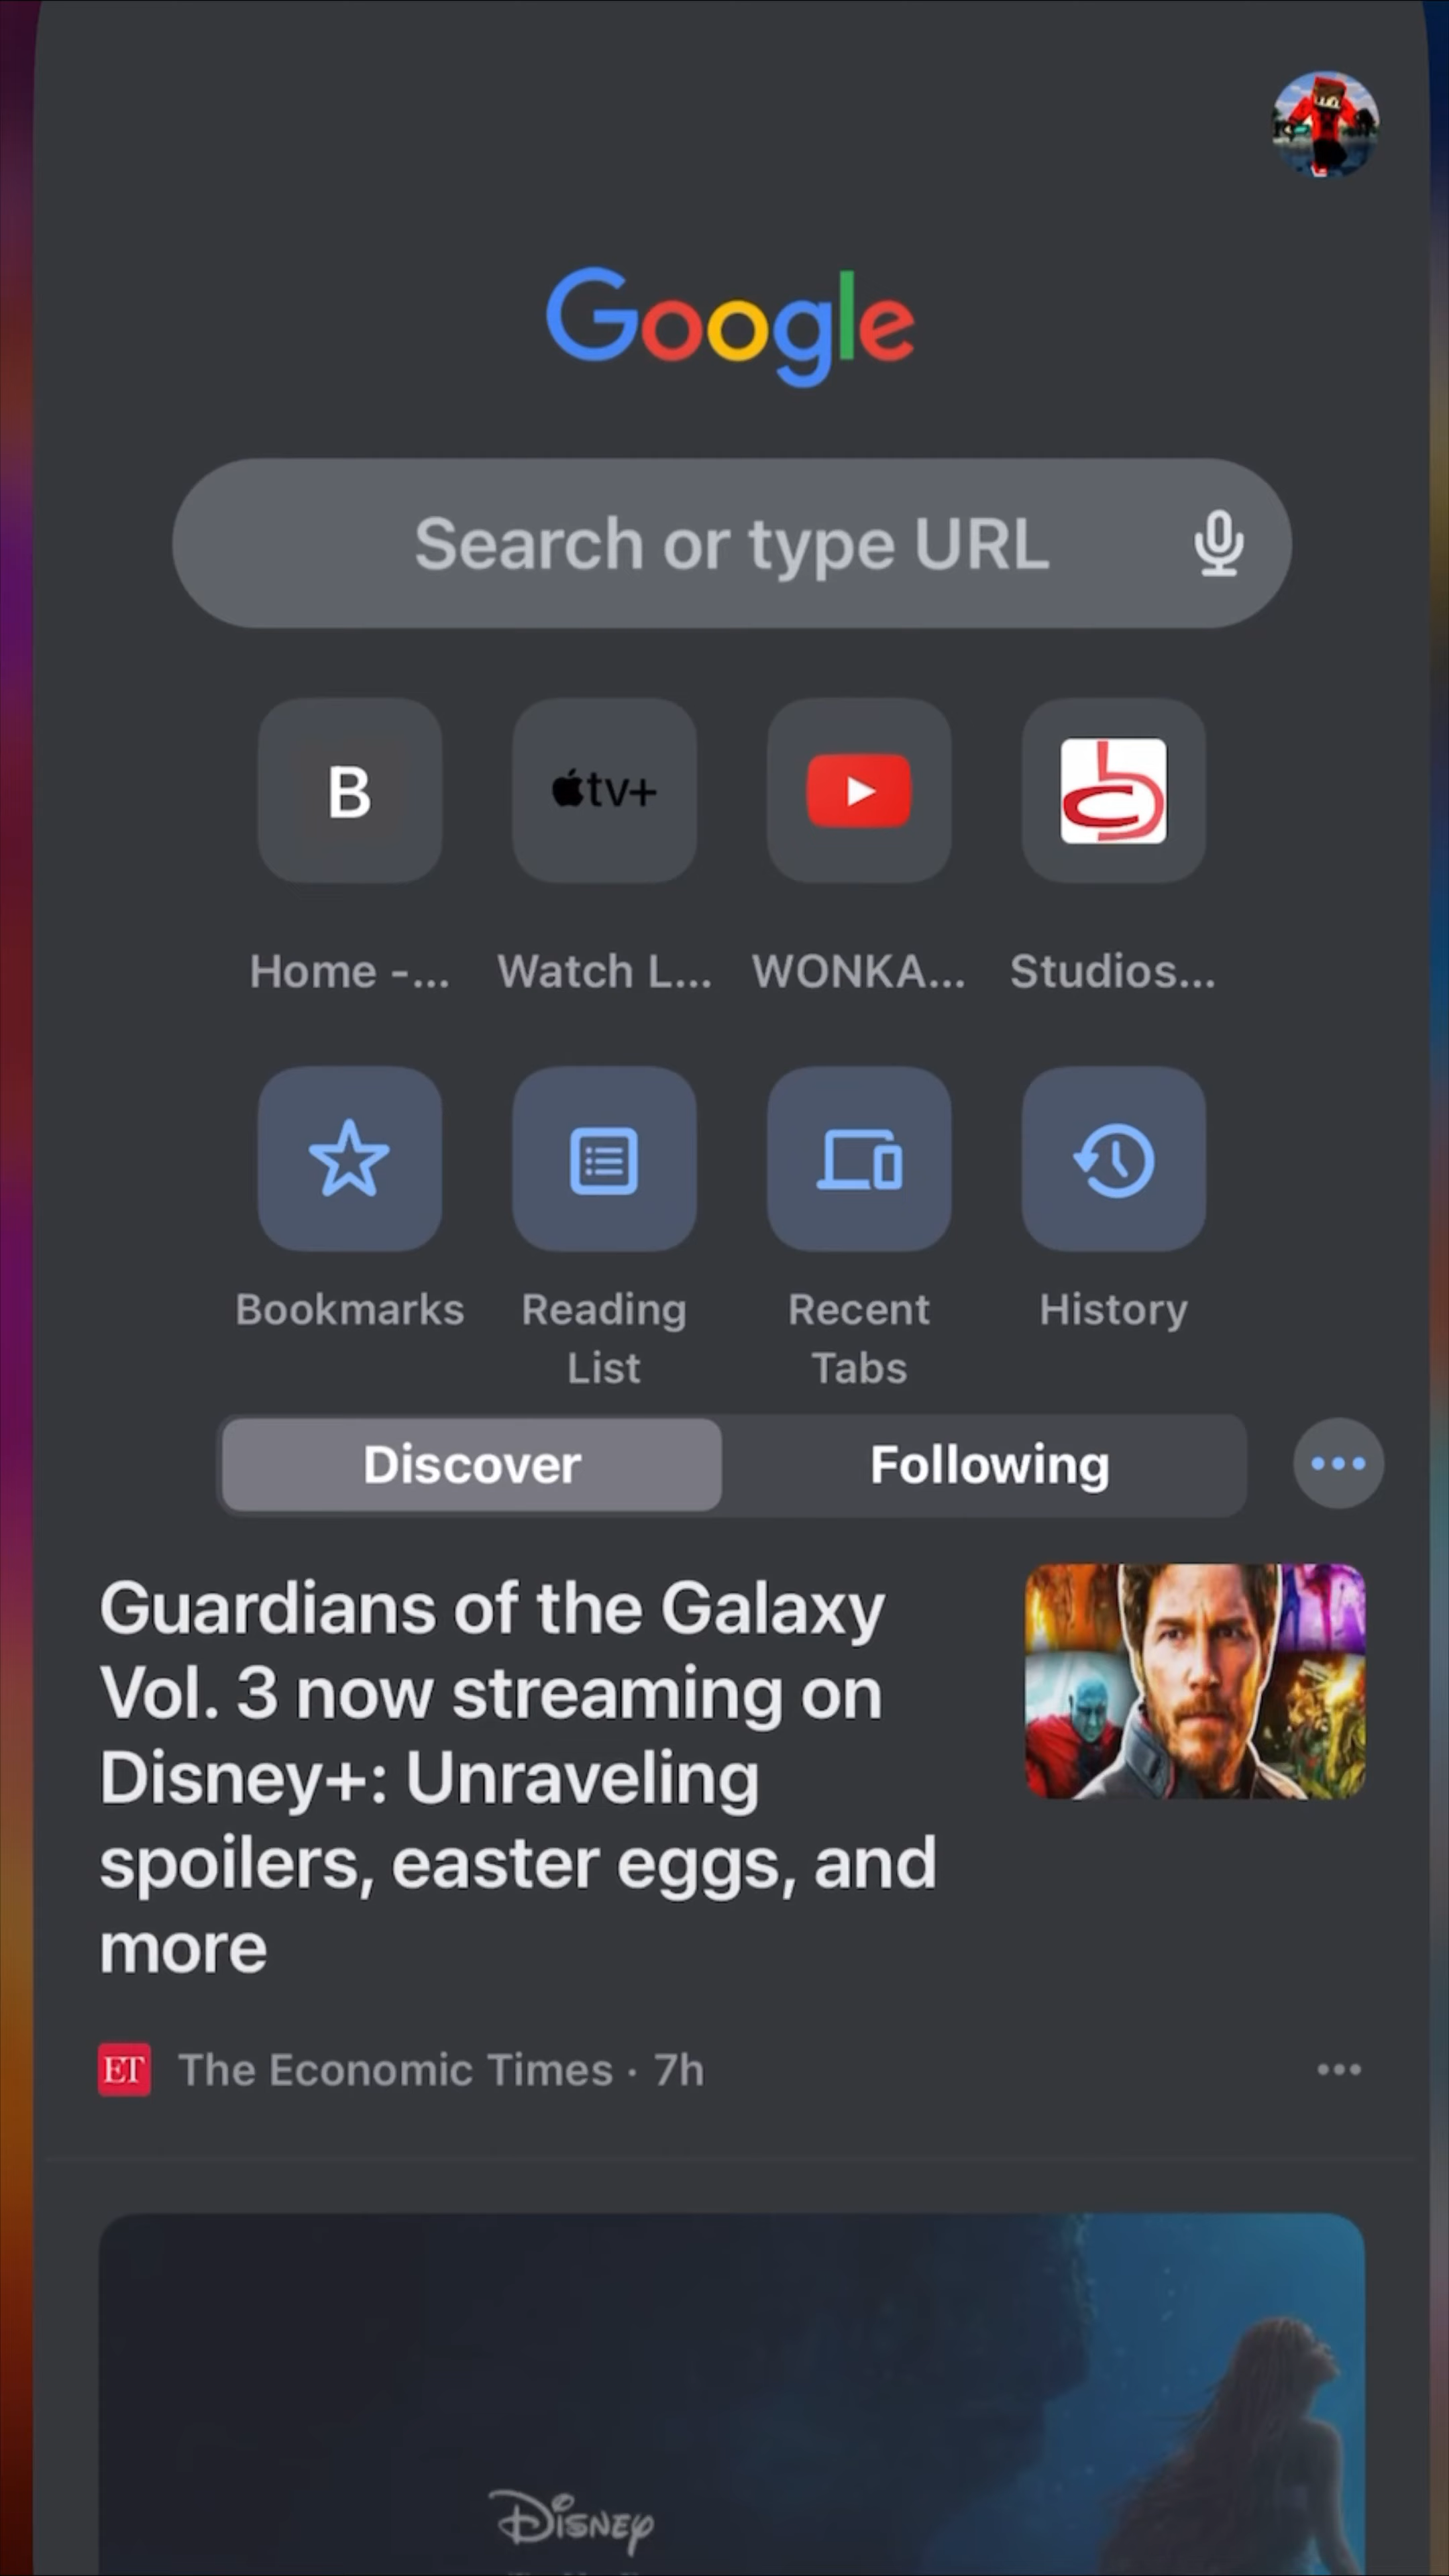 Google
Search or type URL
B
tv+
Home -...
Watch L...
WONKA...
Studios...
Bookmarks
Reading
List
Recent
Tabs
History
Discover
Following
Guardians of the Galaxy
Vol. 3 now streaming on
Disney+: Unraveling
spoilers, easter eggs, and
more
ET
The Economic Times · 7h
Disney